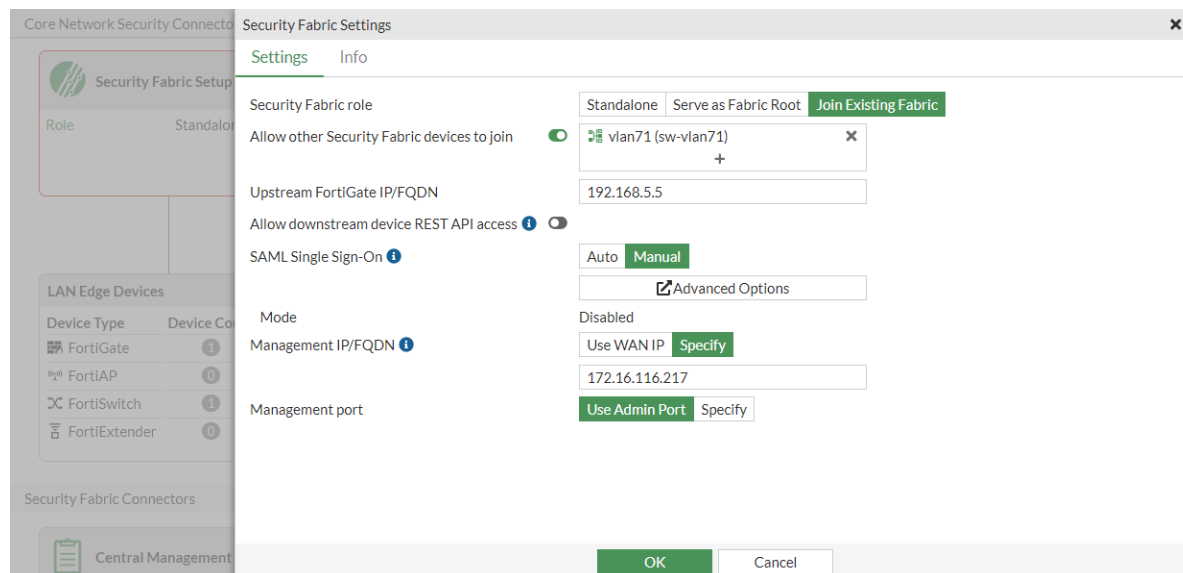 Core Network Security Connecto
Security Fabric Settings
Settings Info
Security Fabric Setup
Role Standalon
Security Fabric role Standalone Serve as Fabric Root Join Existing Fabric
Allow other Security Fabric devices to join vlan71 (sw-vlan71)
+
Upstream FortiGate IP/FQDN 192.168.5.5
Allow downstream device REST API access
SAML Single Sign-On Auto Manual
Advanced Options
Mode Disabled
Management IP/FQDN Use WAN IP Specify
172.16.116.217
Management port Use Admin Port Specify
LAN Edge Devices
Device Type Device Cou
FortiGate 1
FortiAP 0
FortiSwitch 1
FortiExtender 0
Security Fabric Connectors
Central Management
OK Cancel